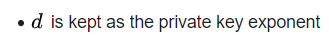 • d is kept as the private key exponent